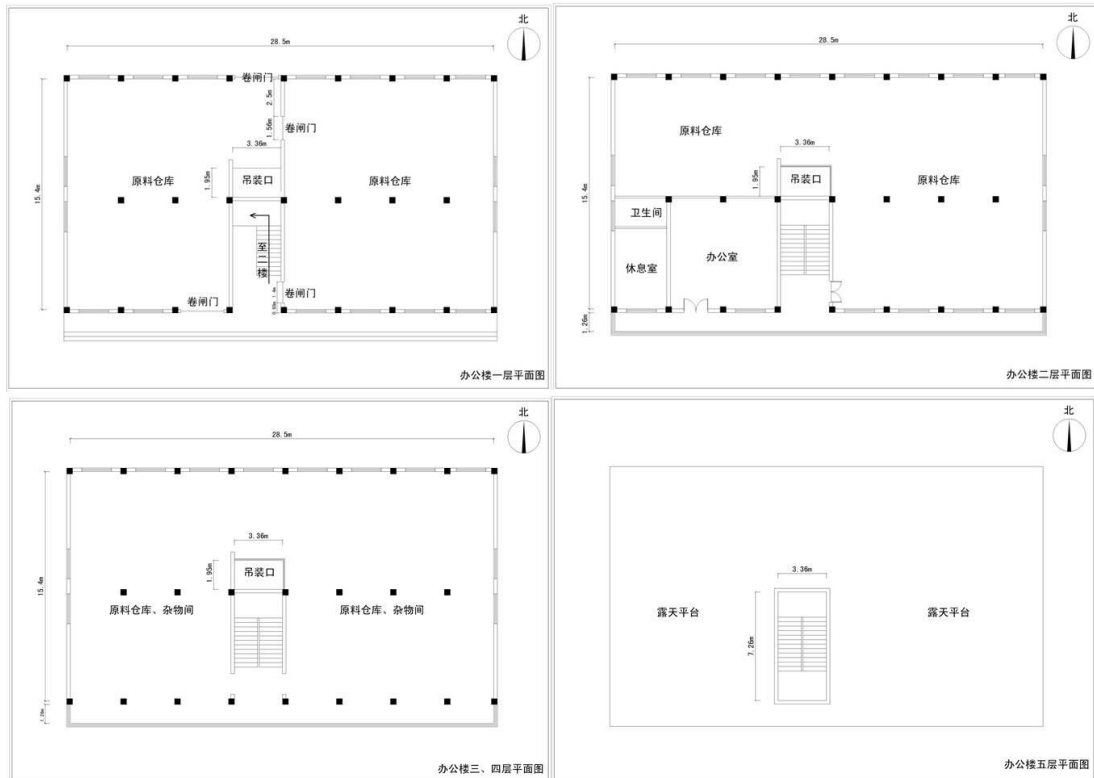 北
28.5m
卷闸门
2.5m
15.4m
卷闸门
1.56m
3.36m
原料仓库
1.95m
吊装口
原料仓库
至二楼
卷闸门
1.4m
卷闸门
办公楼一层平面图
北
28.5m
原料仓库
3.36m
15.4m
1.95m
吊装口
原料仓库
卫生间
休息室
办公室
1.26m
办公楼二层平面图
北
28.5m
3.36m
15.4m
1.95m
吊装口
原料仓库、杂物间
原料仓库、杂物间
办公楼三、四层平面图
北
3.36m
露天平台
7.26m
露天平台
办公楼五层平面图